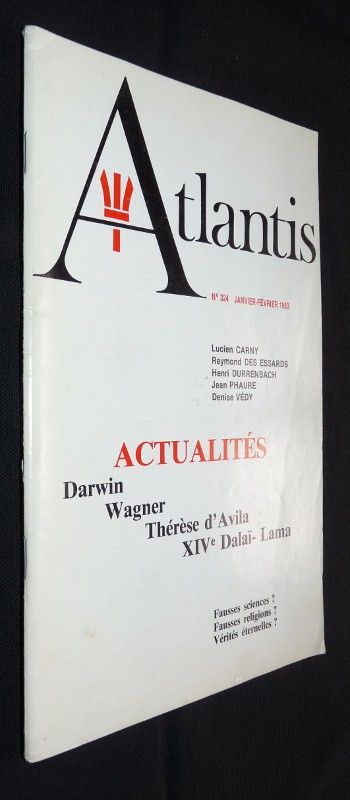 Atlantis
N° 324 JANVIER-FÉVRIER 1983
Lucien CARNY
Raymond DES ESSARDS
Henri DURRENBACH
Jean PHAURE
Denise VÉDY
ACTUALITÉS
Darwin
Wagner
Thérèse d'Avila
XIVe Dalaï-Lama
Fausses sciences ?
Fausses religions ?
Vérités éternelles ?